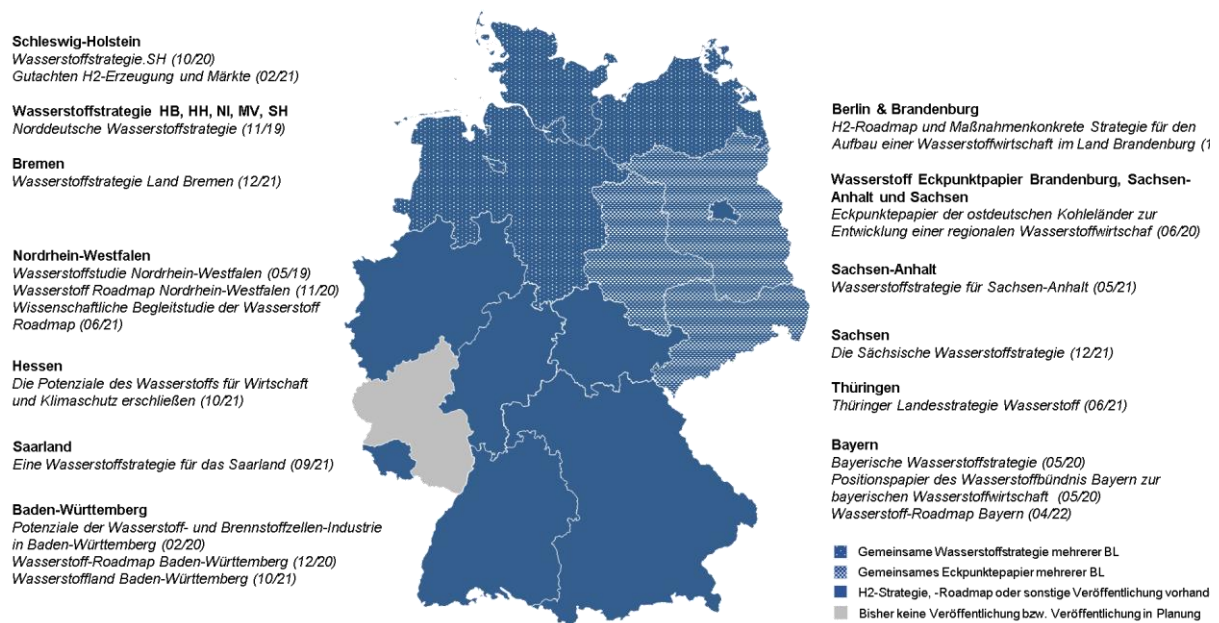 Schleswig-Holstein
Wasserstoffstrategie.SH (10/20)
Gutachten H2-Erzeugung und Märkte (02/21)
Wasserstoffstrategie HB, HH, NI, MV, SH
Norddeutsche Wasserstoffstrategie (11/19)
Bremen
Wasserstoffstrategie Land Bremen (12/21)
Nordrhein-Westfalen
Wasserstoffstudie Nordrhein-Westfalen (05/19)
Wasserstoff Roadmap Nordrhein-Westfalen (11/20)
Wissenschaftliche Begleitstudie der Wasserstoff
Roadmap (06/21)
Hessen
Die Potenziale des Wasserstoffs für Wirtschaft
und Klimaschutz erschließen (10/21)
Saarland
Eine Wasserstoffstrategie für das Saarland (09/21)
Baden-Württemberg
Potenziale der Wasserstoff- und Brennstoffzellen-Industrie
in Baden-Württemberg (02/20)
Wasserstoff-Roadmap Baden-Württemberg (12/20)
Wasserstoffland Baden-Württemberg (10/21)
Berlin & Brandenburg
H2-Roadmap und Maßnahmenkonkrete Strategie für den
Aufbau einer Wasserstoffwirtschaft im Land Brandenburg (1
Wasserstoff Eckpunktpapier Brandenburg, Sachsen-
Anhalt und Sachsen
Eckpunktepapier der ostdeutschen Kohleländer zur
Entwicklung einer regionalen Wasserstoffwirtschaf (06/20)
Sachsen-Anhalt
Wasserstoffstrategie für Sachsen-Anhalt (05/21)
Sachsen
Die Sächsische Wasserstoffstrategie (12/21)
Thüringen
Thüringer Landesstrategie Wasserstoff (06/21)
Bayern
Bayerische Wasserstoffstrategie (05/20)
Positionspapier des Wasserstoffbündnis Bayern zur
bayerischen Wasserstoffwirtschaft (05/20)
Wasserstoff-Roadmap Bayern (04/22)
Gemeinsame Wasserstoffstrategie mehrerer BL
Gemeinsames Eckpunktepapier mehrerer BL
H2-Strategie, -Roadmap oder sonstige Veröffentlichung vorhand
Bisher keine Veröffentlichung bzw. Veröffentlichung in Planung